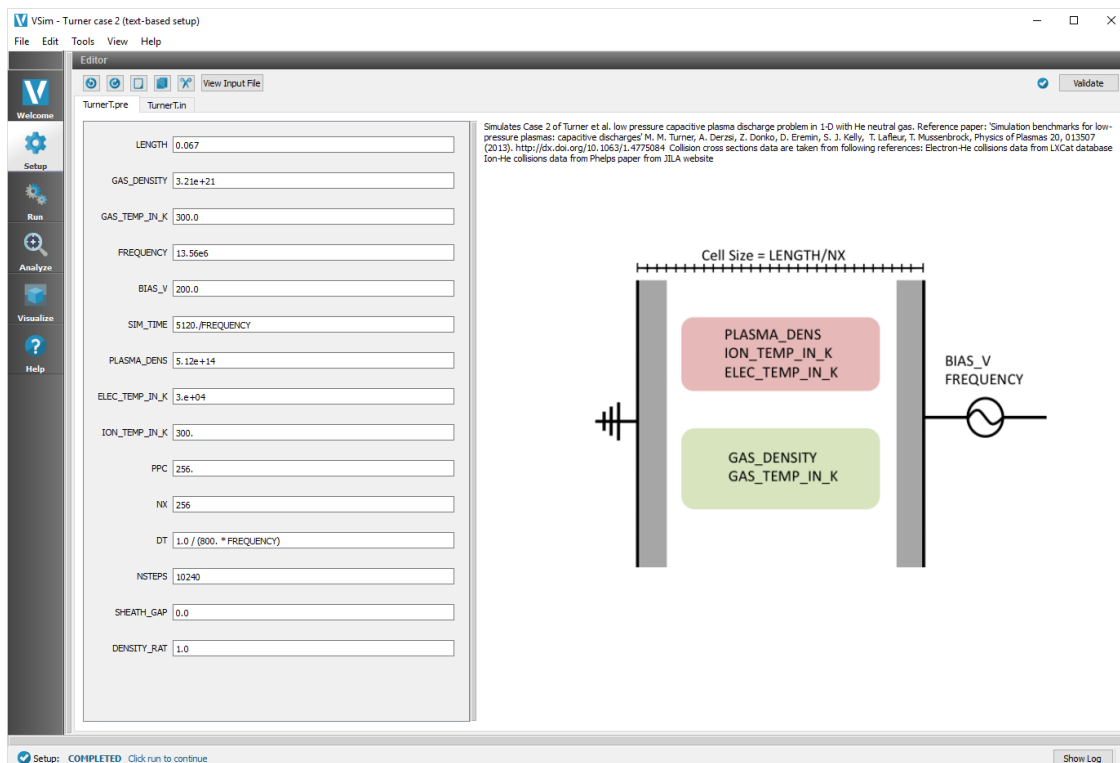 VSim - Turner case 2 (text-based setup)
File Edit Tools View Help
Editor
View Input File
Validate
TurnerT.pre TurnerT.in
Welcome
Setup
Run
Analyze
Visualize
Help
LENGTH 0.067
GAS_DENSITY 3.21e+21
GAS_TEMP_IN_K 300.0
FREQUENCY 13.56e6
BIAS_V 200.0
SIM_TIME 5120./FREQUENCY
PLASMA_DENS 5.12e+14
ELEC_TEMP_IN_K 3.e+04
ION_TEMP_IN_K 300.
PPC 256.
NX 256
DT 1.0 / (800. * FREQUENCY)
NSTEPS 10240
SHEATH_GAP 0.0
DENSITY_RAT 1.0
Simulates Case 2 of Turner et al. low pressure capacitive plasma discharge problem in 1-D with He neutral gas. Reference paper: 'Simulation benchmarks for low-
pressure plasmas: capacitive discharges' M. M. Turner, A. Derzsi, Z. Donko, D. Eremin, S. J. Kelly, T. Lafleur, T. Mussenbrock, Physics of Plasmas 20, 013507
(2013). http://dx.doi.org/10.1063/1.4775084 Collision cross sections data are taken from following references: Electron-He collisions data from LXCat database
Ion-He collisions data from Phelps paper from JILA website
Cell Size = LENGTH/NX
PLASMA_DENS
ION_TEMP_IN_K
ELEC_TEMP_IN_K
BIAS_V
FREQUENCY
GAS_DENSITY
GAS_TEMP_IN_K
Setup: COMPLETED Click run to continue
Show Log